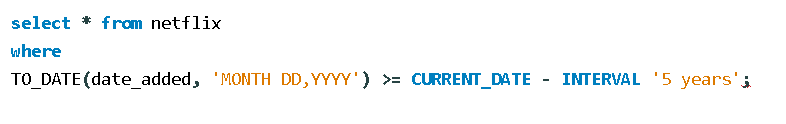 select * from netflix
where
TO_DATE(date_added, 'MONTH DD,YYYY') >= CURRENT_DATE - INTERVAL '5 years';